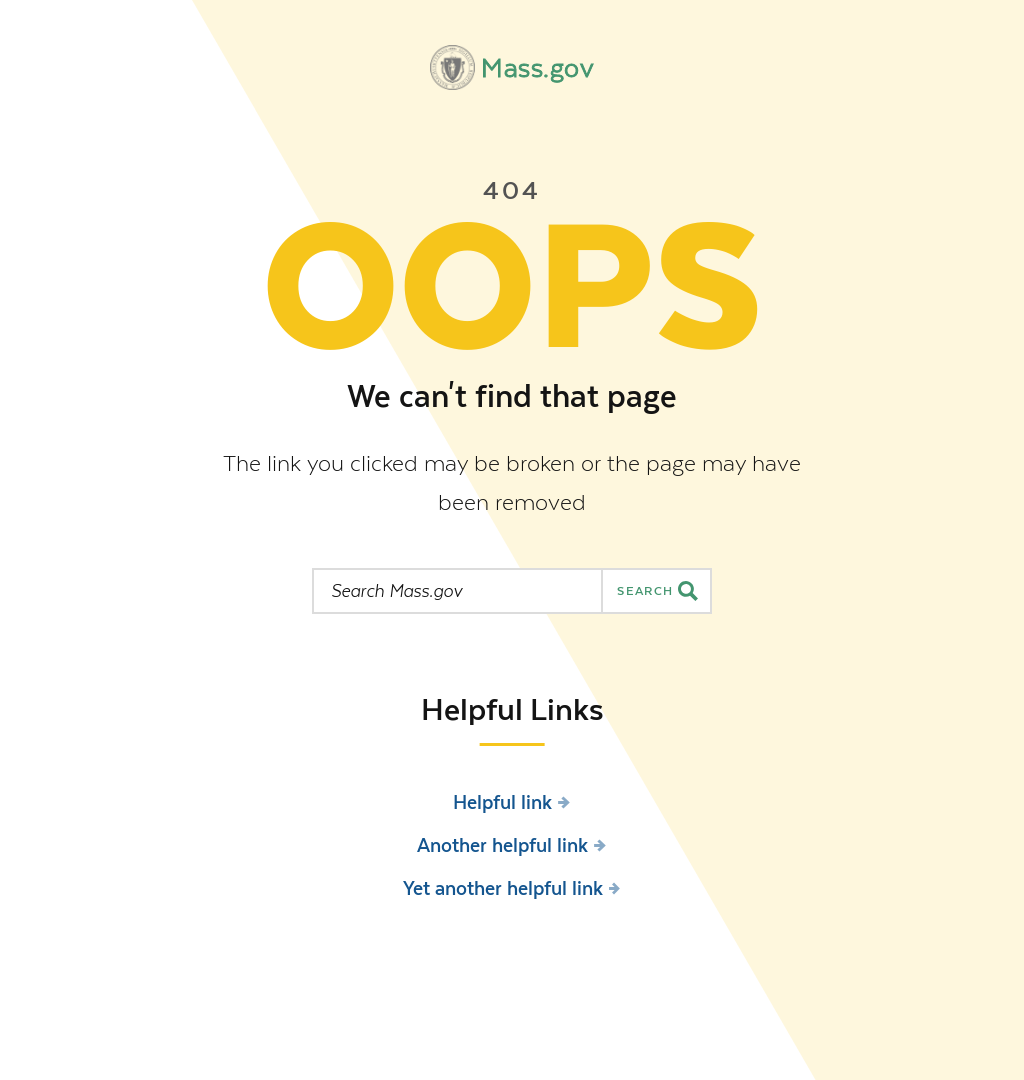 Mass.gov
404
OOPS
We can't find that page
The link you clicked may be broken or the page may have
been removed
Search Mass.gov SEARCH
Helpful Links
Helpful link
Another helpful link
Yet another helpful link